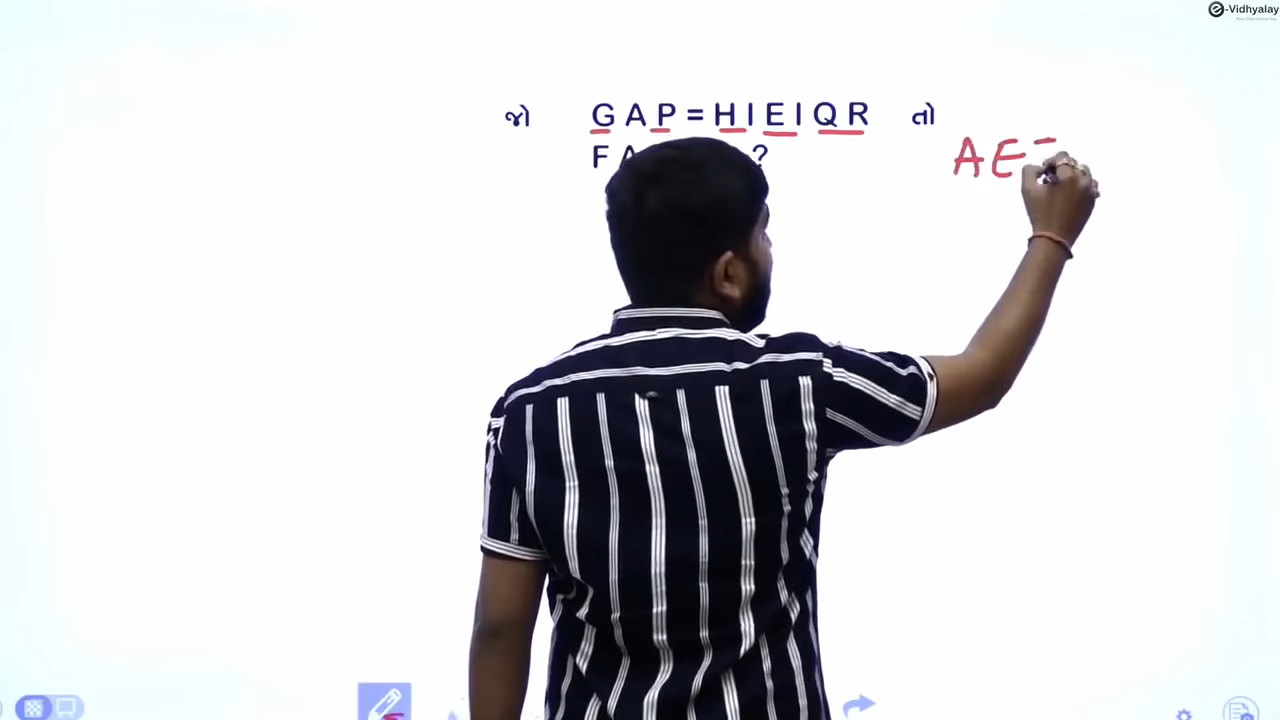 e-Vidhyalay
જો GAP = HIEIQR તો
F ?
AE